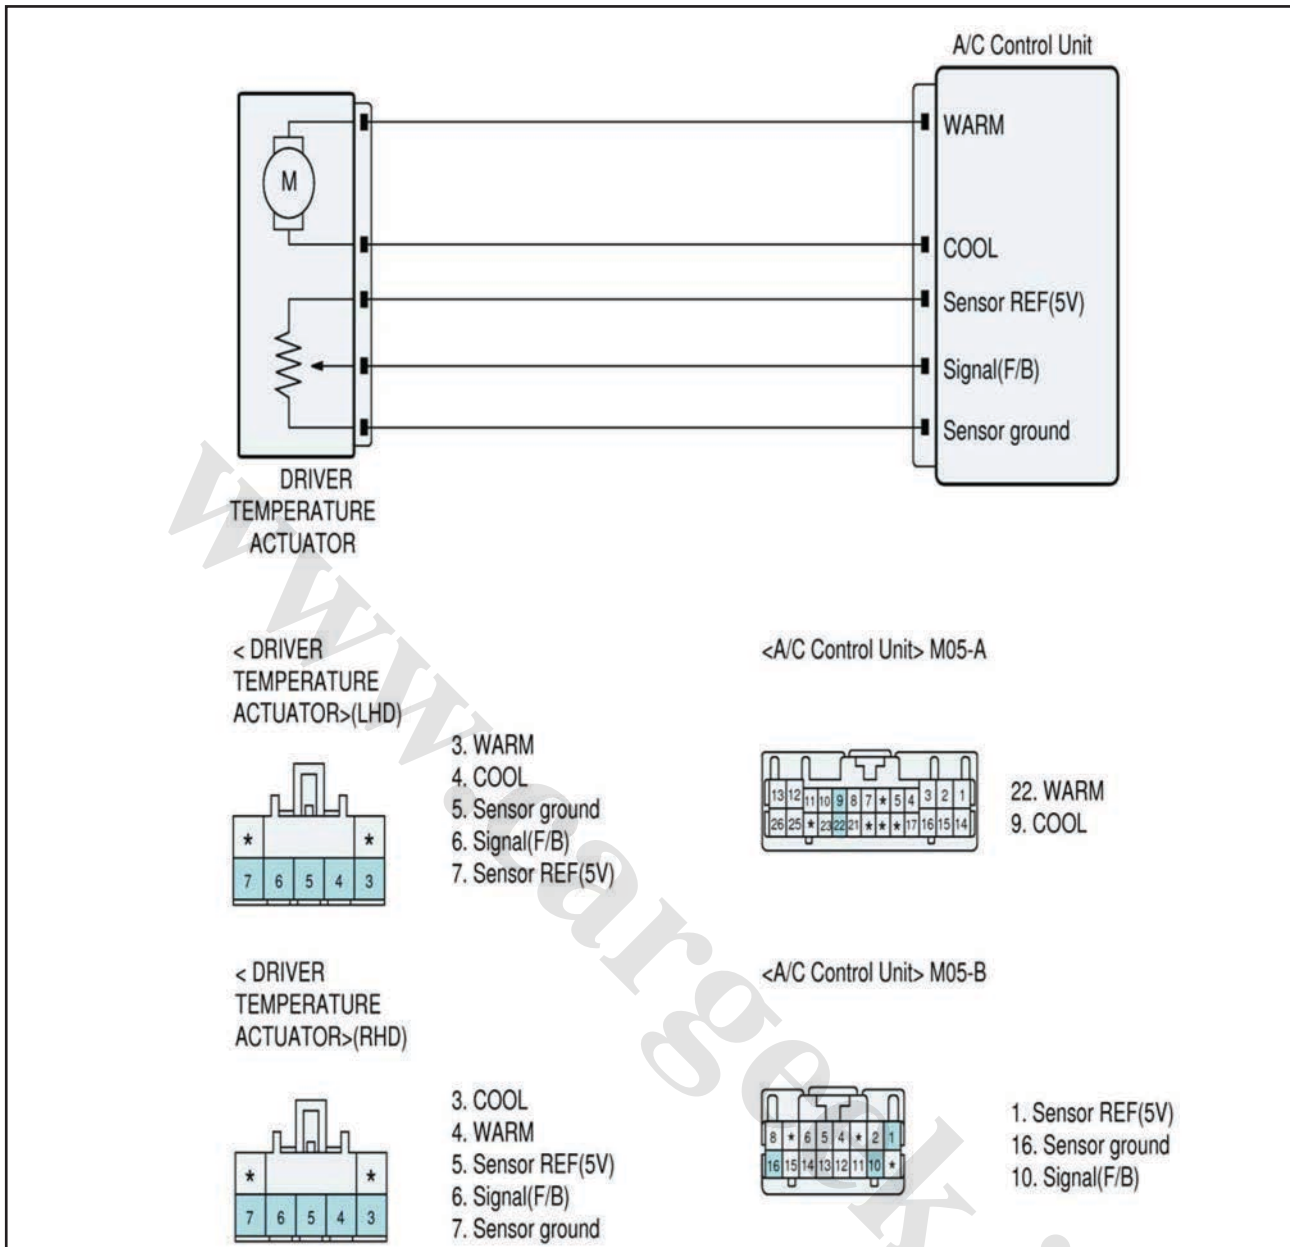 A/C Control Unit
WARM
M
COOL
Sensor REF(5V)
Signal(F/B)
Sensor ground
DRIVER
TEMPERATURE
ACTUATOR
< DRIVER
TEMPERATURE
ACTUATOR>(LHD)
3. WARM
4. COOL
5. Sensor ground
6. Signal(F/B)
7. Sensor REF(5V)
* *
7 6 5 4 3
<A/C Control Unit> M05-A
13 12 11 10 9 8 7 * 5 4 3 2 1
26 25 * 23 22 21 * * * 17 16 15 14
22. WARM
9. COOL
< DRIVER
TEMPERATURE
ACTUATOR>(RHD)
3. COOL
4. WARM
5. Sensor REF(5V)
6. Signal(F/B)
7. Sensor ground
* *
7 6 5 4 3
<A/C Control Unit> M05-B
8 * 6 5 4 * 2 1
16 15 14 13 12 11 10 *
1. Sensor REF(5V)
16. Sensor ground
10. Signal(F/B)
www.cargeek